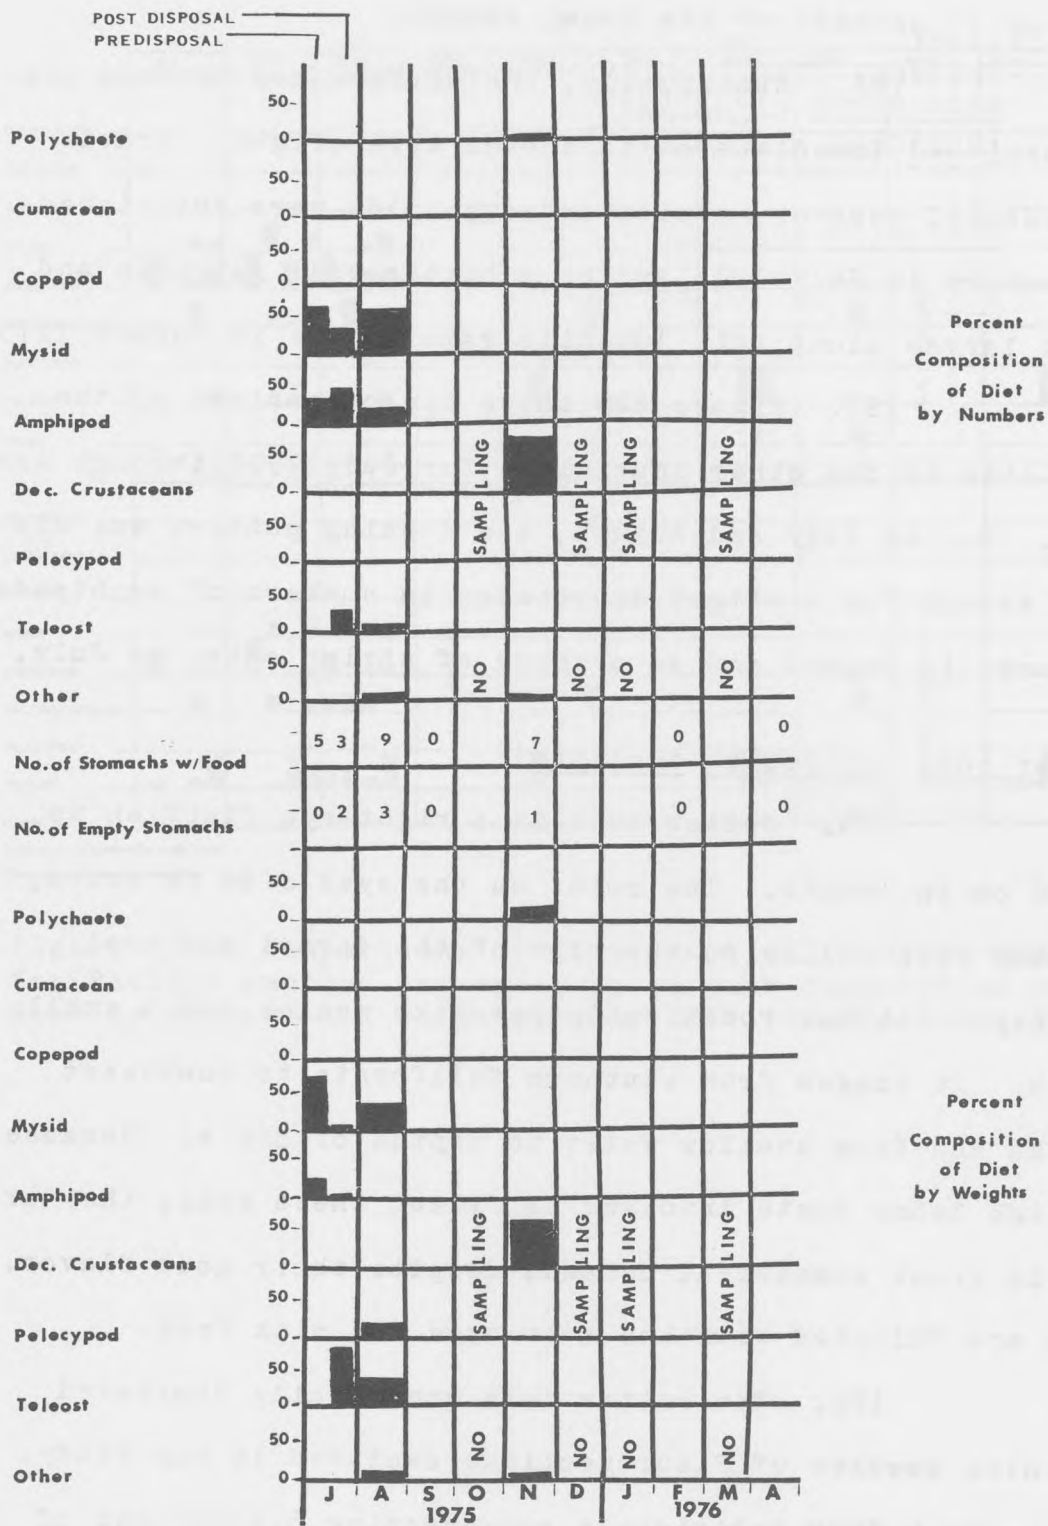 POST DISPOSAL
PREDISPOSAL
50
Polychaete 0
50
Cumacean 0
50
Copepod 0
50
Mysid 0
50
Amphipod 0
50
Dec. Crustaceans 0
50
Pelecypod 0
50
Teleost 0
50
Other 0
NO SAMPLING
NO SAMPLING
NO SAMPLING
NO SAMPLING
Percent
Composition
of Diet
by Numbers
5 3 9 0 7 0 0
No. of Stomachs w/Food
0 2 3 0 1 0 0
No. of Empty Stomachs
50
Polychaete 0
50
Cumacean 0
50
Copepod 0
50
Mysid 0
50
Amphipod 0
50
Dec. Crustaceans 0
50
Pelecypod 0
50
Teleost 0
50
Other 0
NO SAMPLING
NO SAMPLING
NO SAMPLING
NO SAMPLING
Percent
Composition
of Diet
by Weights
J A S O N D J F M A
1975 1976